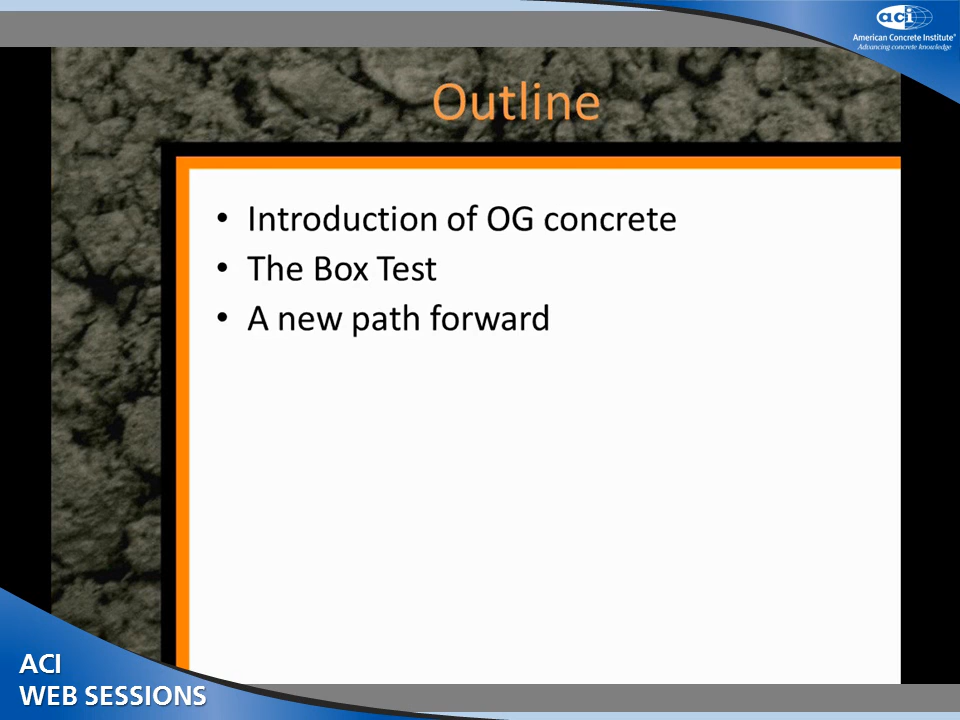 aci
American Concrete Institute®
Advancing concrete knowledge
Outline
• Introduction of OG concrete
• The Box Test
• A new path forward
ACI
WEB SESSIONS